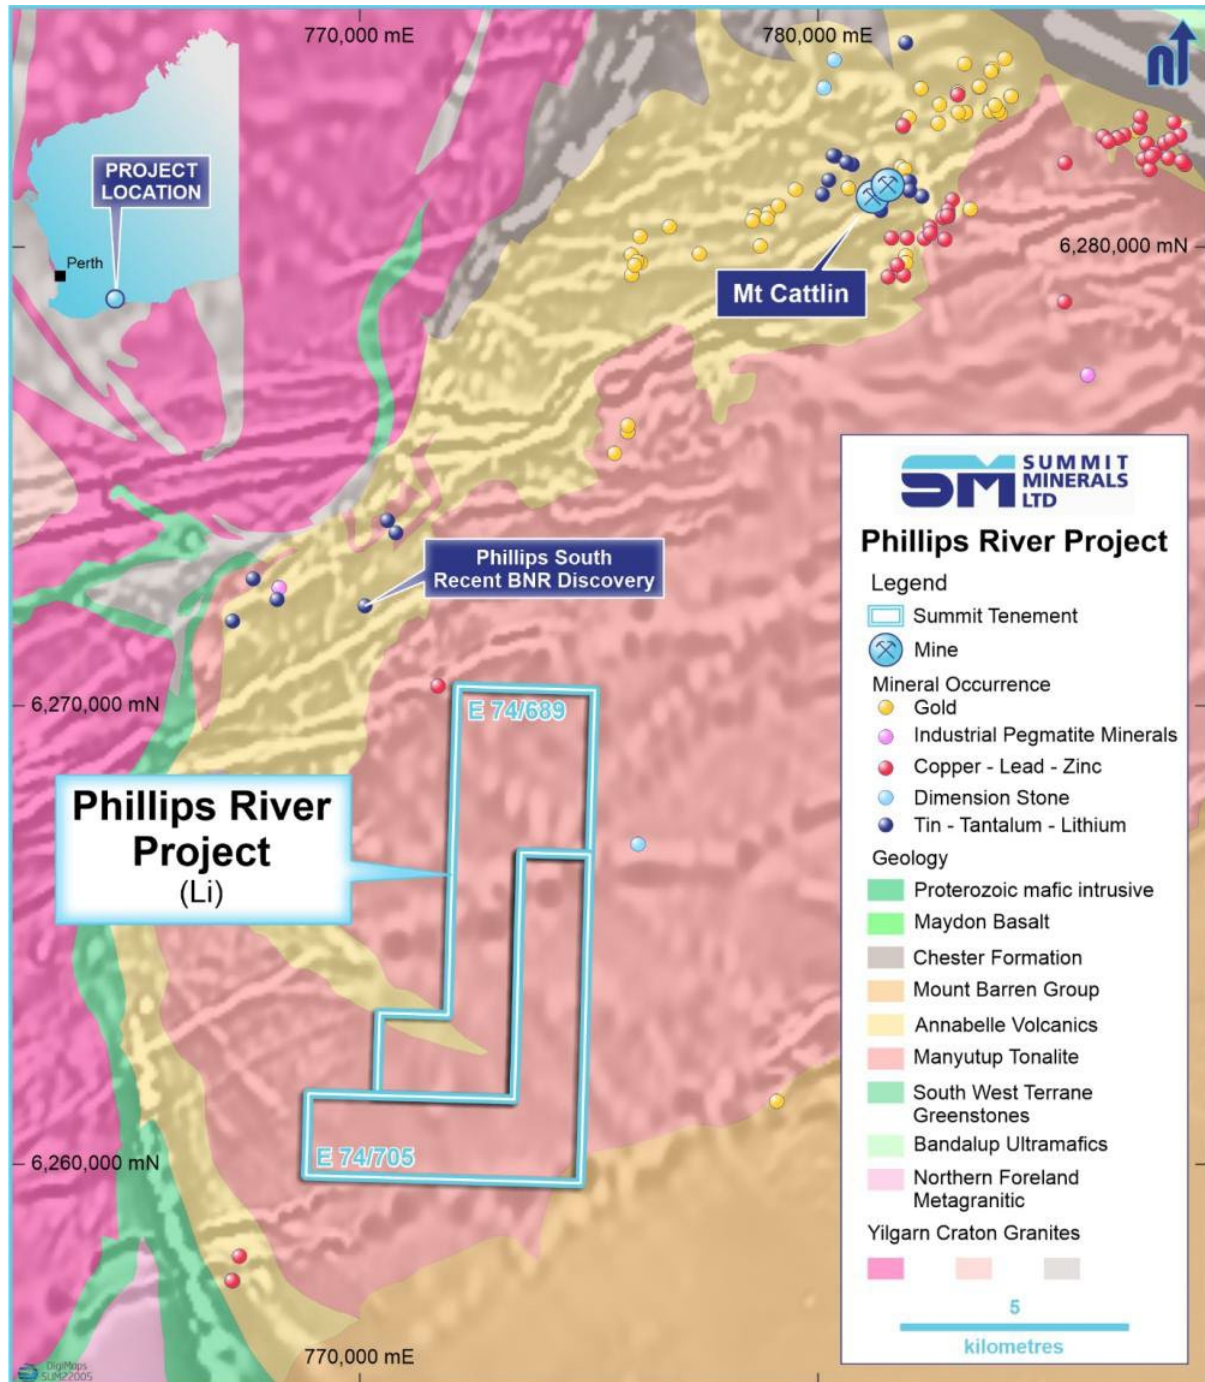 770,000 mE
780,000 mE
n
PROJECT
LOCATION
Perth
6,280,000 mN
Mt Cattlin
Phillips South
Recent BNR Discovery
6,270,000 mN
E 74/689
Phillips River
Project
(Li)
E 74/705
6,260,000 mN
770,000 mE
DigiMaps
SUM22005
SM SUMMIT
MINERALS
LTD
Phillips River Project
Legend
Summit Tenement
Mine
Mineral Occurrence
Gold
Industrial Pegmatite Minerals
Copper - Lead - Zinc
Dimension Stone
Tin - Tantalum - Lithium
Geology
Proterozoic mafic intrusive
Maydon Basalt
Chester Formation
Mount Barren Group
Annabelle Volcanics
Manyutup Tonalite
South West Terrane
Greenstones
Bandalup Ultramafics
Northern Foreland
Metagranitic
Yilgarn Craton Granites
5
kilometres